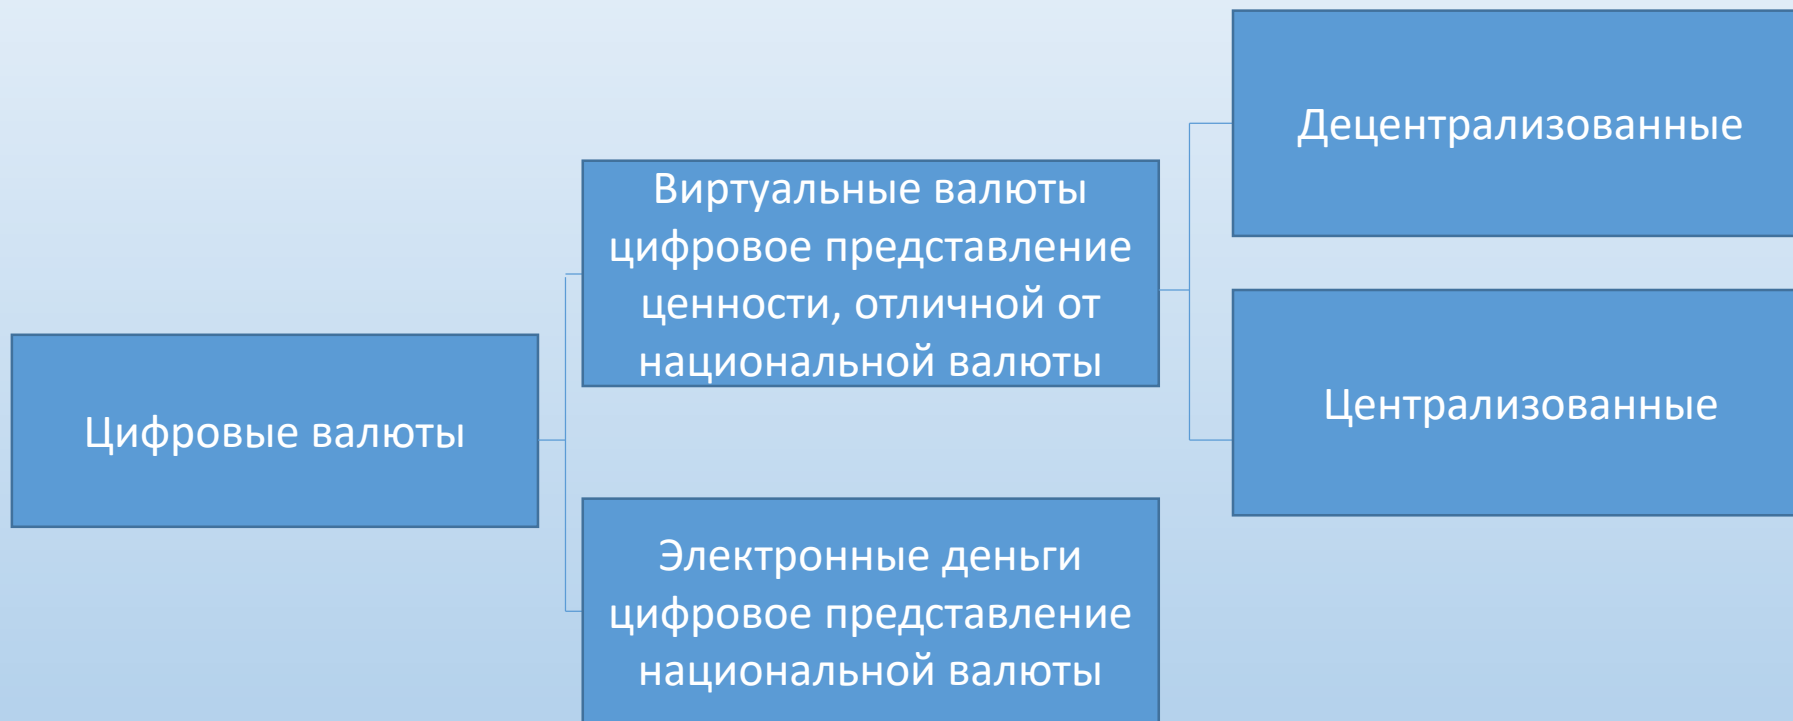 Цифровые валюты
Виртуальные валюты
цифровое представление
ценности, отличной от
национальной валюты
Электронные деньги
цифровое представление
национальной валюты
Децентрализованные
Централизованные